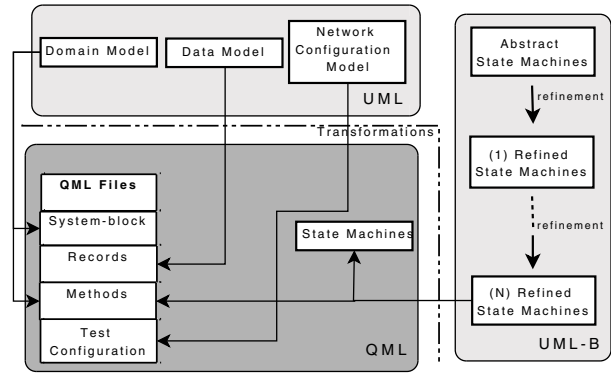 Domain Model
Data Model
Network
Configuration
Model
UML
Transformations
QML Files
System-block
Records
Methods
Test
Configuration
State Machines
QML
Abstract
State Machines
refinement
(1) Refined
State Machines
refinement
(N) Refined
State Machines
UML-B